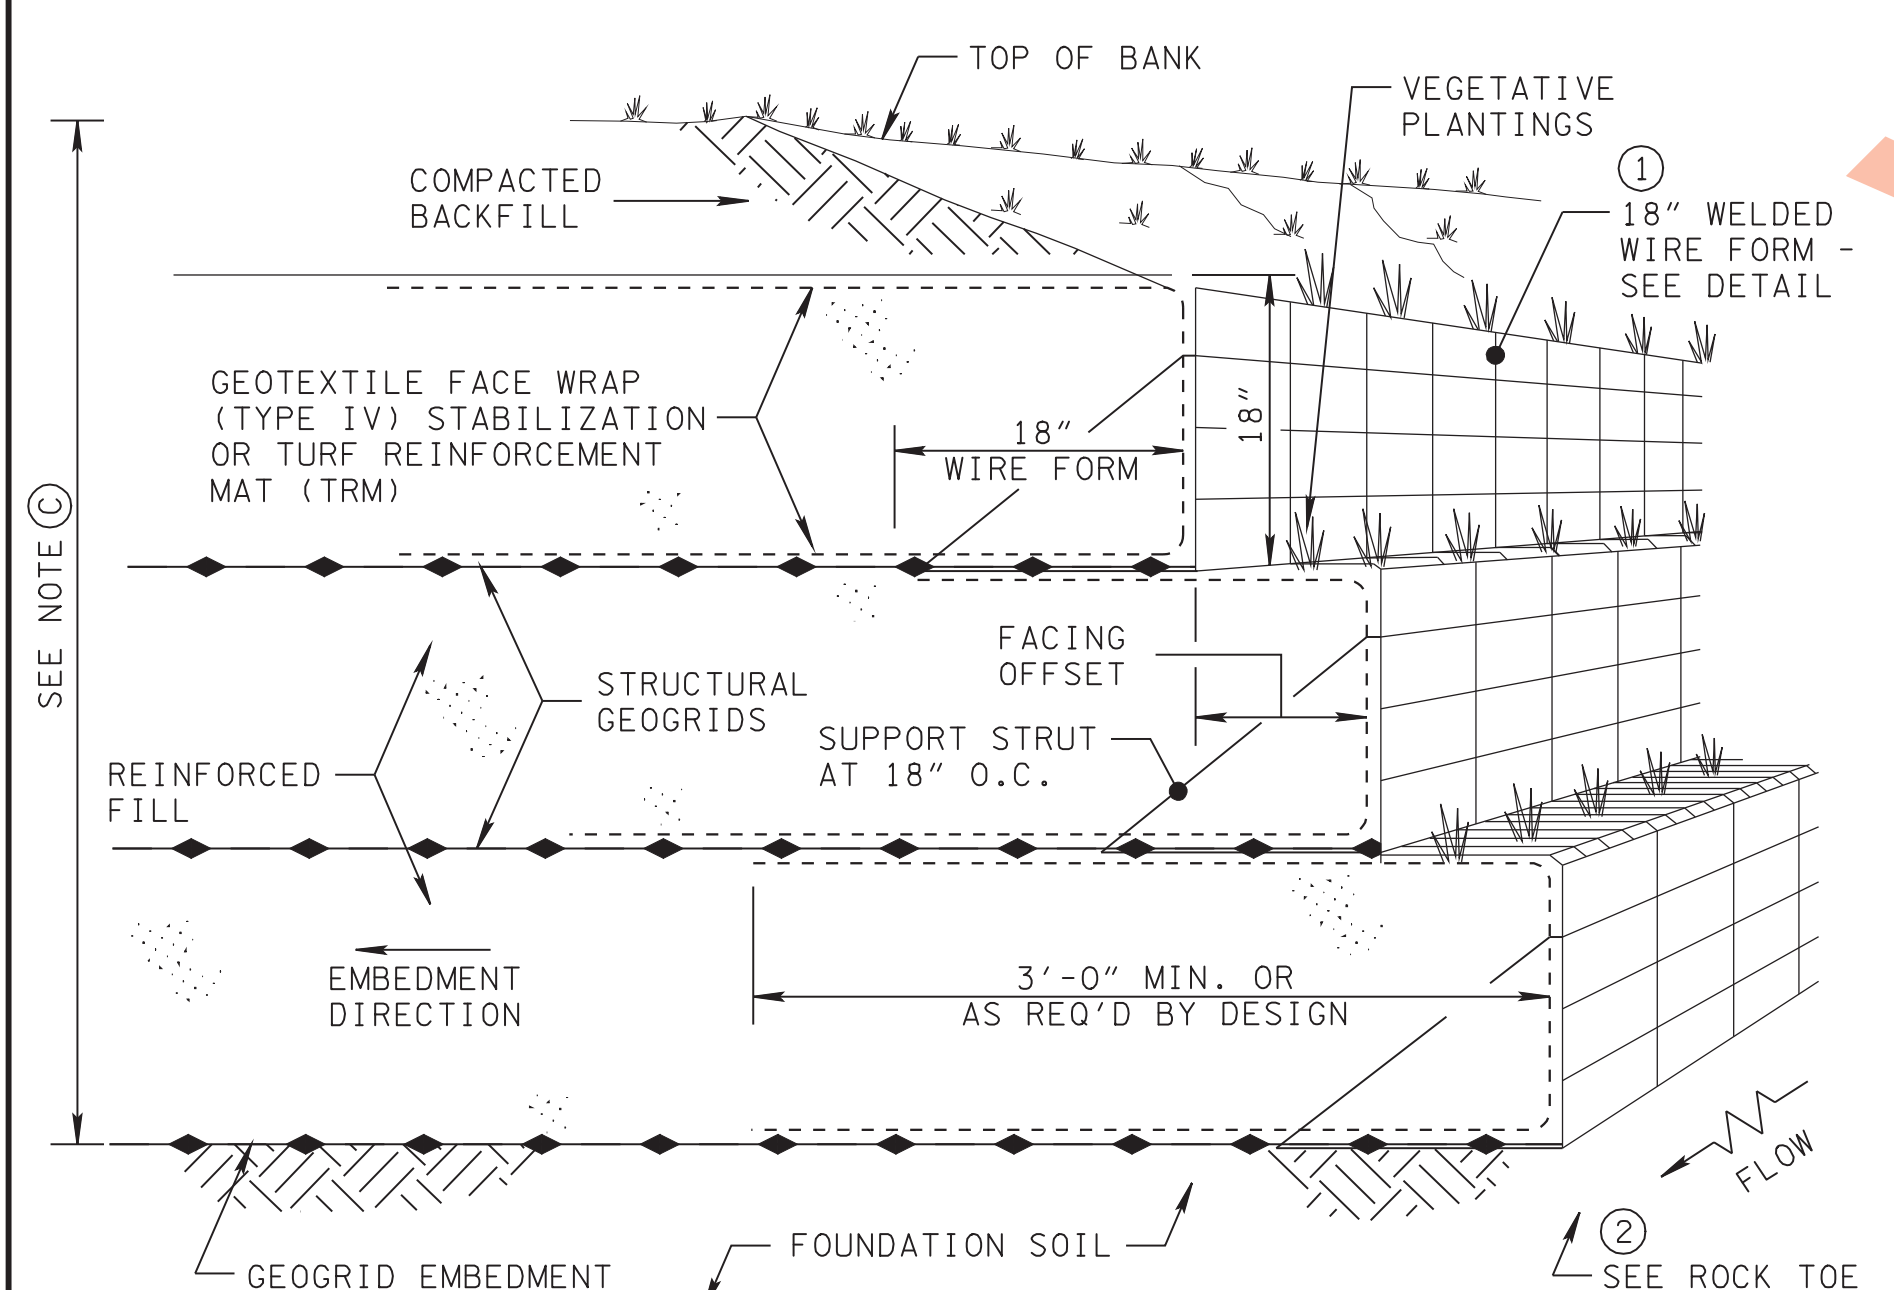 TOP OF BANK
VEGETATIVE
PLANTINGS
COMPACTED
BACKFILL
1
18" WELDED
WIRE FORM -
SEE DETAIL
GEOTEXTILE FACE WRAP
(TYPE IV) STABILIZATION
OR TURF REINFORCEMENT
MAT (TRM)
18"
WIRE FORM
18"
SEE NOTE C
FACING
OFFSET
STRUCTURAL
GEOGRIDS
SUPPORT STRUT
AT 18" O.C.
REINFORCED
FILL
EMBEDMENT
DIRECTION
3'-0" MIN. OR
AS REQ'D BY DESIGN
FLOW
FOUNDATION SOIL
2
GEOGRID EMBEDMENT
SEE ROCK TOE